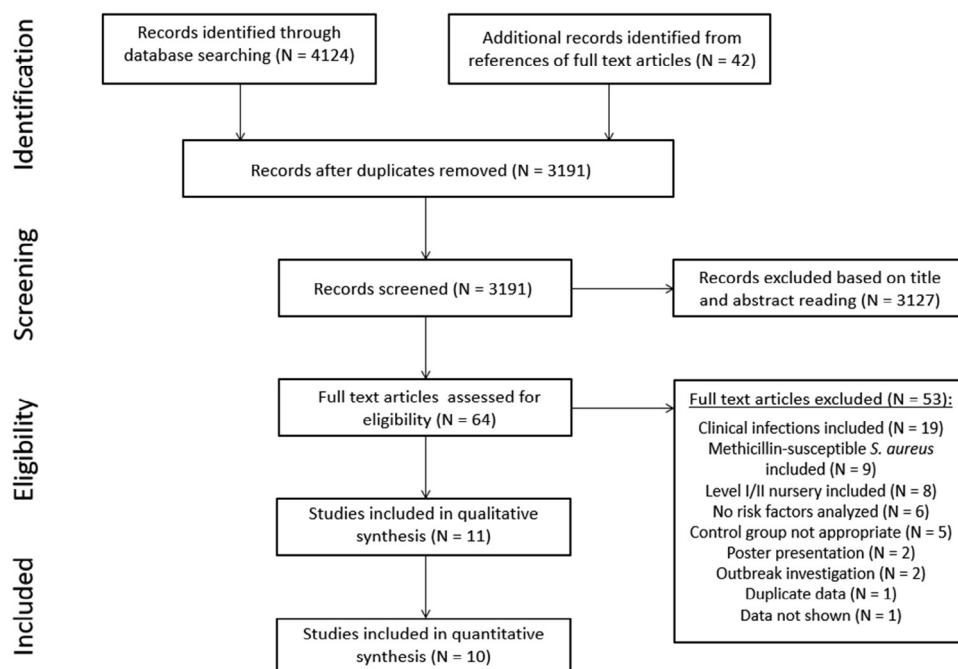 Identification
Records identified through
database searching (N = 4124)
Additional records identified from
references of full text articles (N = 42)
Records after duplicates removed (N = 3191)
Screening
Records screened (N = 3191)
Records excluded based on title
and abstract reading (N = 3127)
Eligibility
Full text articles assessed for
eligibility (N = 64)
Full text articles excluded (N = 53):
Clinical infections included (N = 19)
Methicillin-susceptible S. aureus
included (N = 9)
Level I/II nursery included (N = 8)
No risk factors analyzed (N = 6)
Control group not appropriate (N = 5)
Poster presentation (N = 2)
Outbreak investigation (N = 2)
Duplicate data (N = 1)
Data not shown (N = 1)
Studies included in qualitative
synthesis (N = 11)
Included
Studies included in quantitative
synthesis (N = 10)